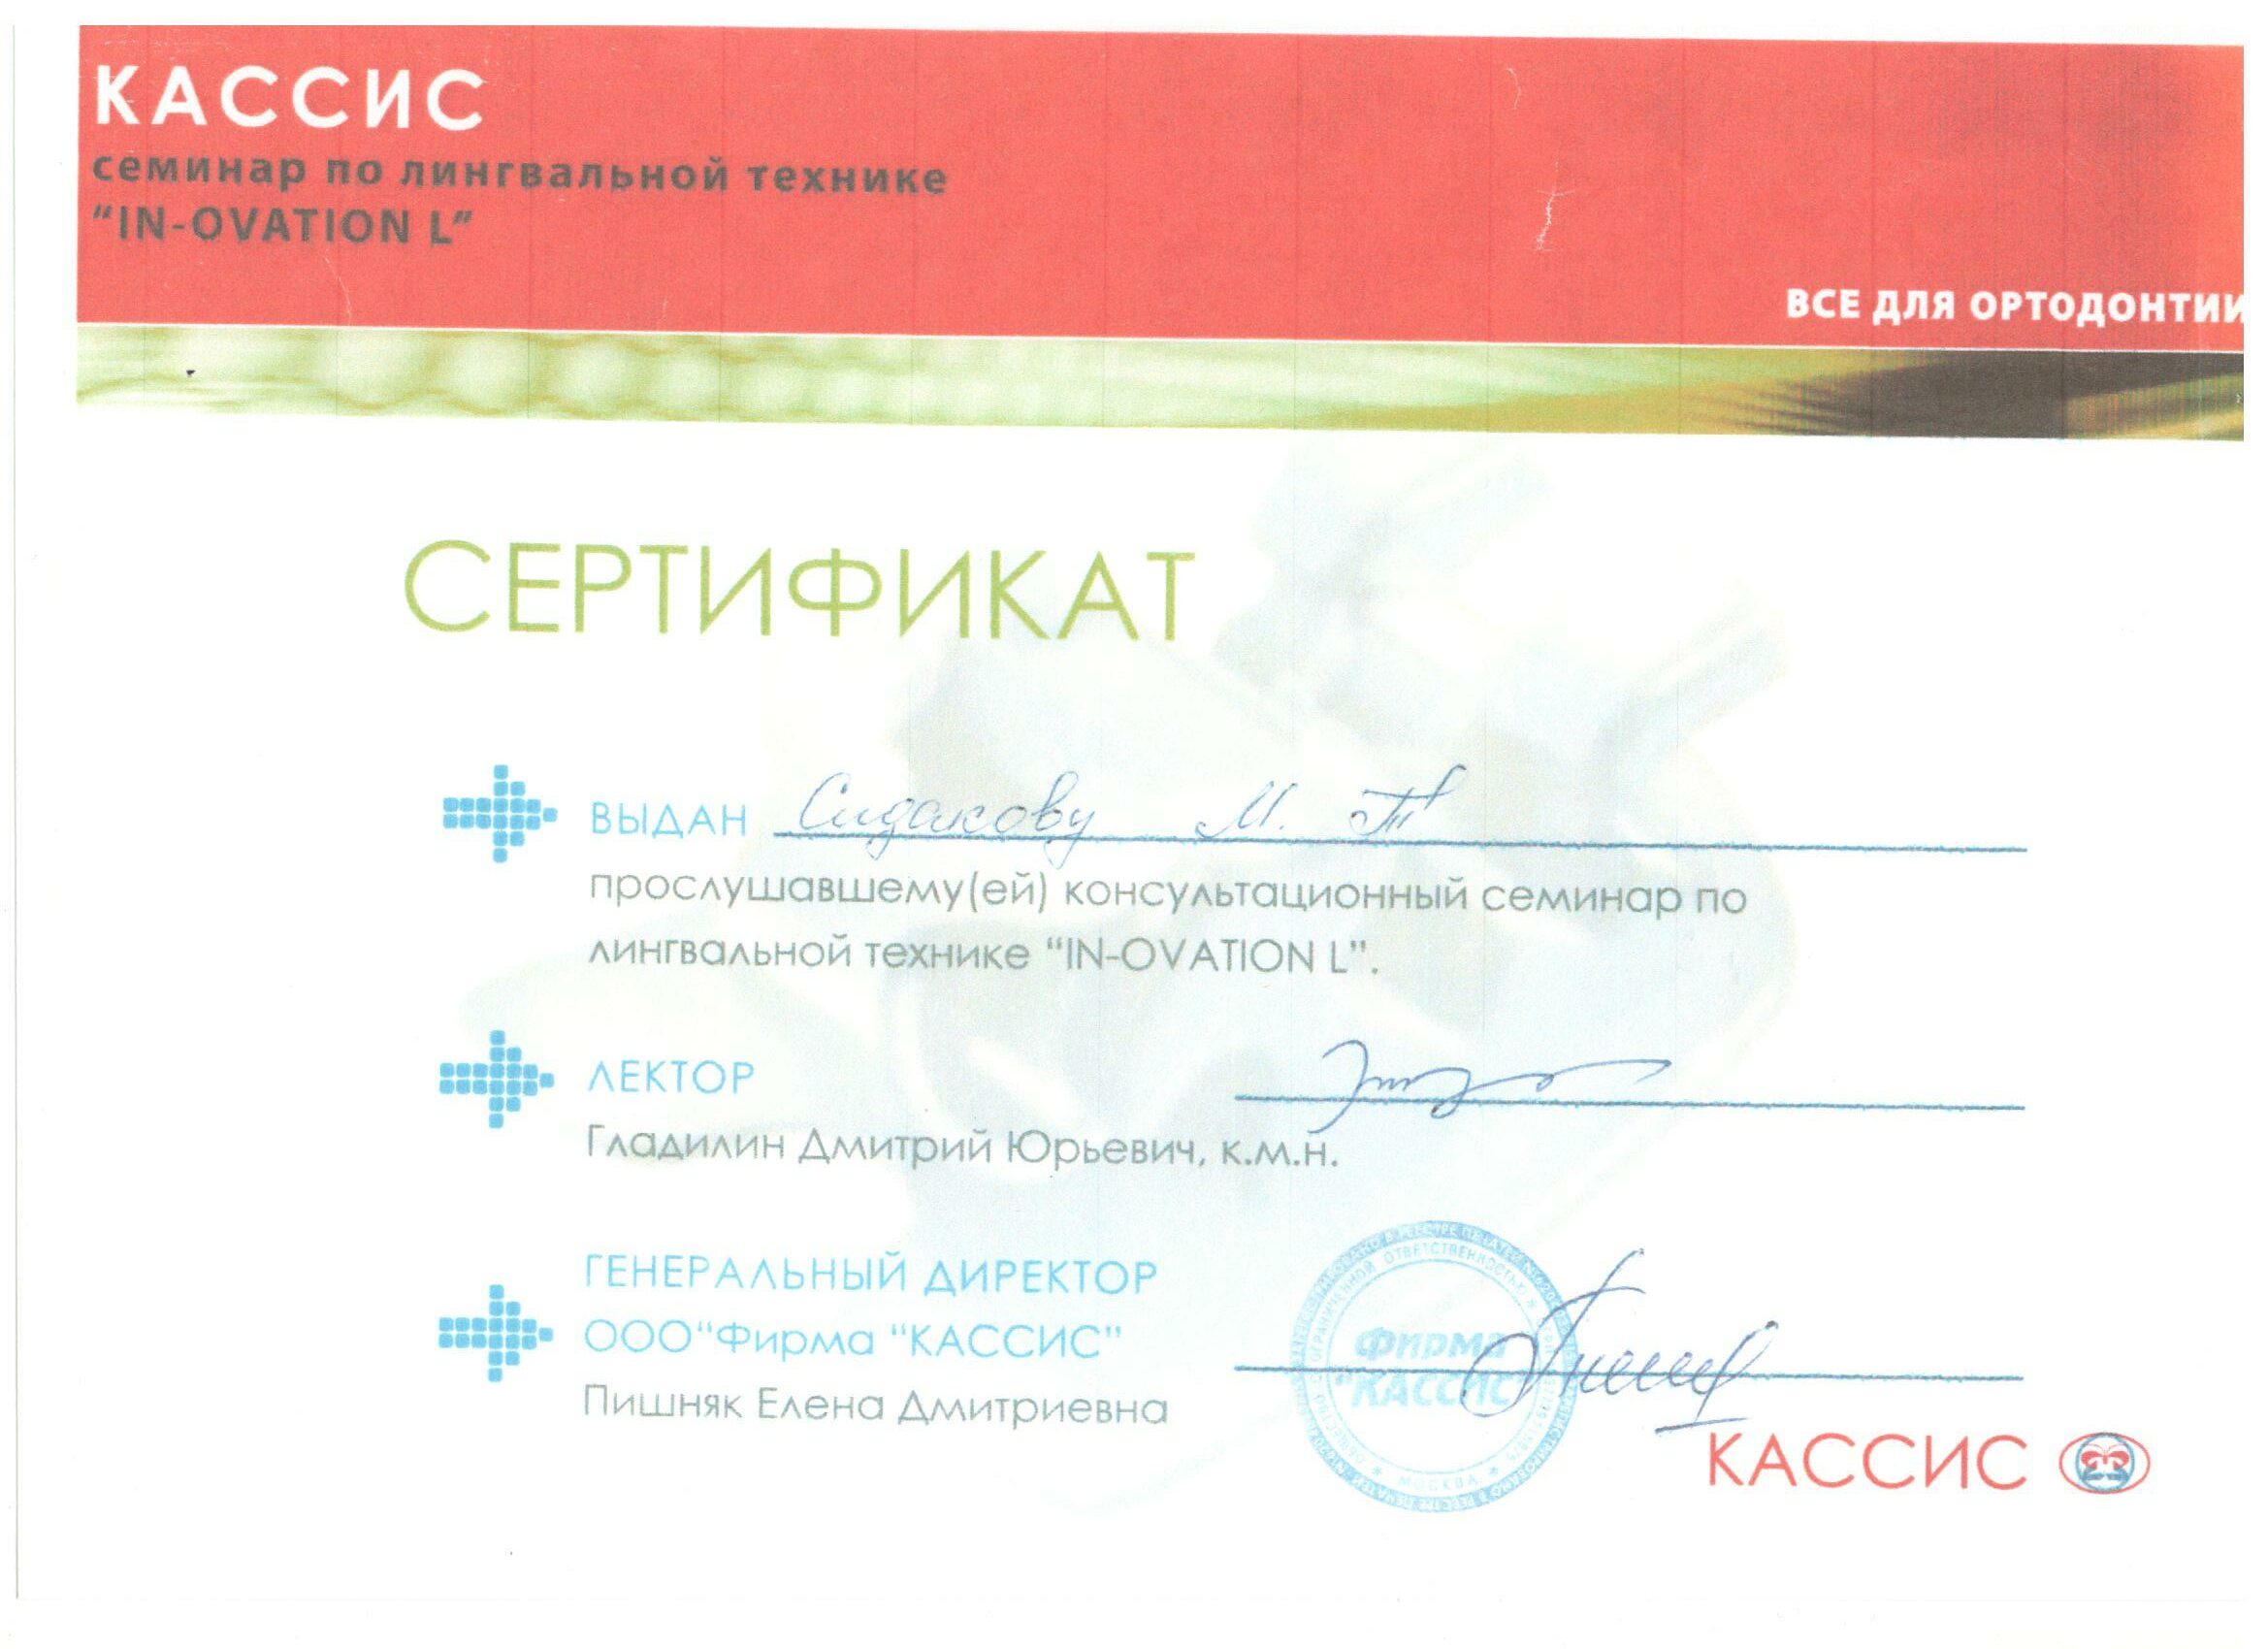 КАССИС
семинар по лингвальной технике
"IN-OVATION L"
ВСЕ ДЛЯ ОРТОДОНТИИ
СЕРТИФИКАТ
ВЫДАН Сидакову М. Т
прослушавшему(ей) консультационный семинар по
лингвальной технике "IN-OVATION L".
ЛЕКТОР
Гладилин Дмитрий Юрьевич, к.м.н.
ГЕНЕРАЛЬНЫЙ ДИРЕКТОР
ООО"Фирма "КАССИС"
Пишняк Елена Дмитриевна
ФИРМА
"КАССИС"
МОСКВА
КАССИС